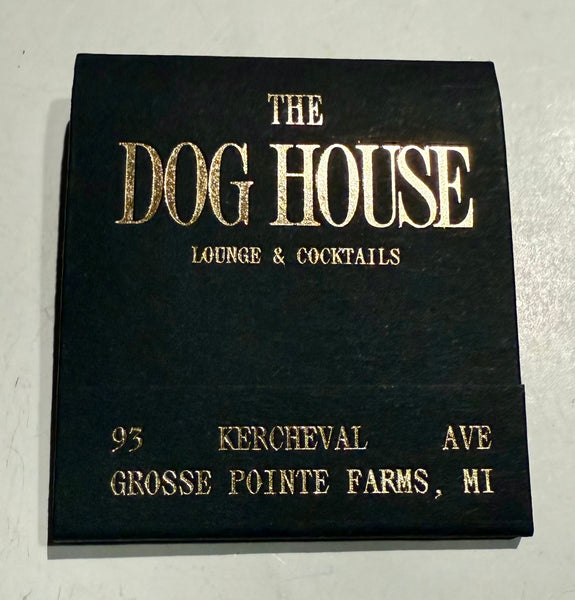 THE
DOG HOUSE
LOUNGE & COCKTAILS
93 KERCHEVAL AVE
GROSSE POINTE FARMS, MI